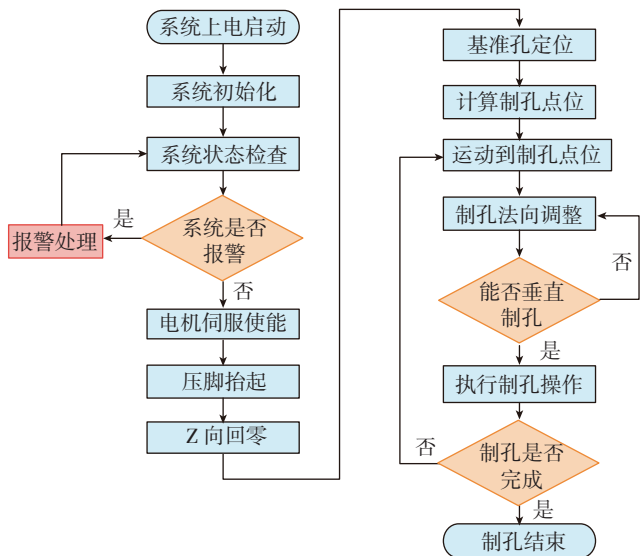 系统上电启动
系统初始化
系统状态检查
是
报警处理
系统是否
报警
否
电机伺服使能
压脚抬起
Z 向回零
基准孔定位
计算制孔点位
运动到制孔点位
制孔法向调整
否
能否垂直
制孔
是
执行制孔操作
否
制孔是否
完成
是
制孔结束